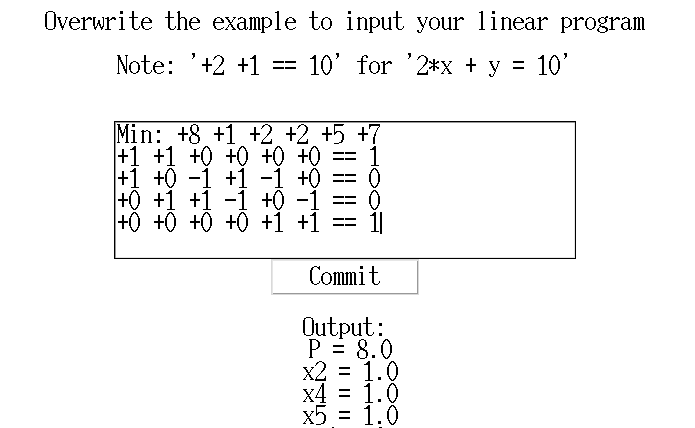 Overwrite the example to input your linear program
Note: '+2 +1 == 10' for '2*x + y = 10'
Min: +8 +1 +2 +2 +5 +7
+1 +1 +0 +0 +0 +0 == 1
+1 +0 -1 +1 -1 +0 == 0
+0 +1 +1 -1 +0 -1 == 0
+0 +0 +0 +0 +1 +1 == 1
Commit
Output:
P = 8.0
x2 = 1.0
x4 = 1.0
x5 = 1.0